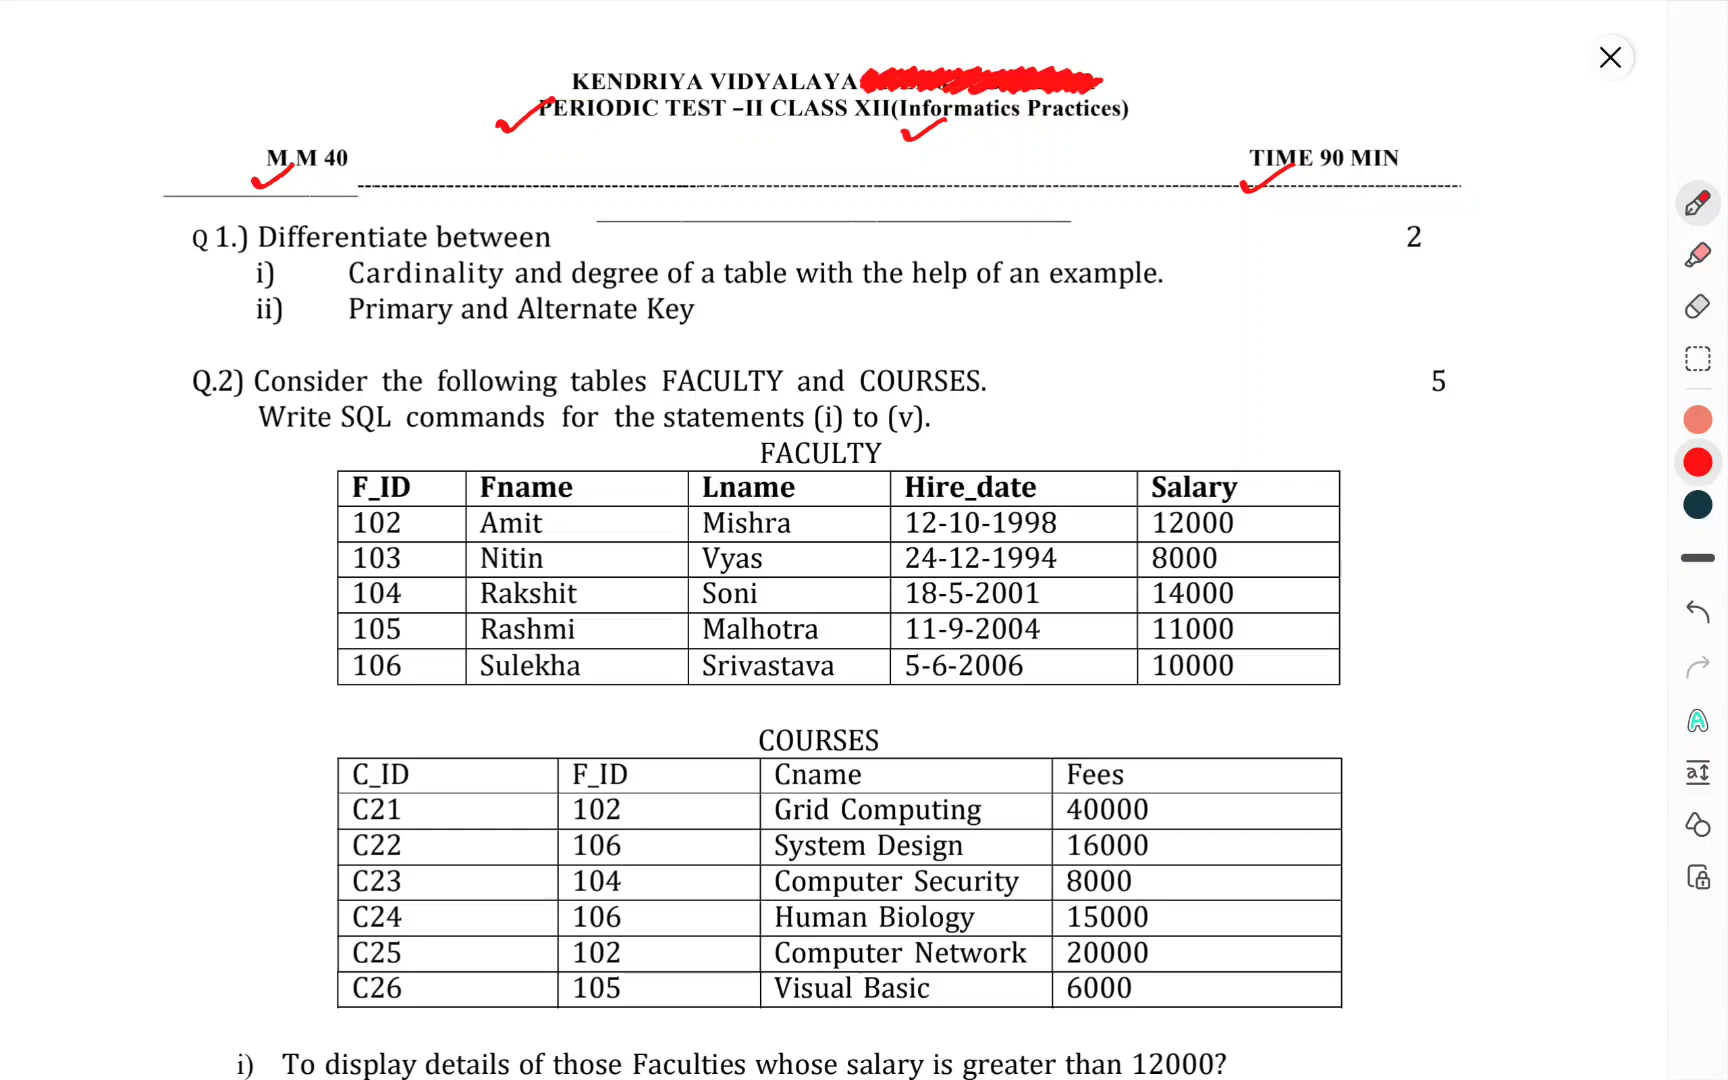 KENDRIYA VIDYALAYA
PERIODIC TEST –II CLASS XII(Informatics Practices)
M.M 40 TIME 90 MIN
Q 1.) Differentiate between 2
i) Cardinality and degree of a table with the help of an example.
ii) Primary and Alternate Key
Q.2) Consider the following tables FACULTY and COURSES. 5
Write SQL commands for the statements (i) to (v).
FACULTY
F_ID Fname Lname Hire_date Salary
102 Amit Mishra 12-10-1998 12000
103 Nitin Vyas 24-12-1994 8000
104 Rakshit Soni 18-5-2001 14000
105 Rashmi Malhotra 11-9-2004 11000
106 Sulekha Srivastava 5-6-2006 10000
COURSES
C_ID F_ID Cname Fees
C21 102 Grid Computing 40000
C22 106 System Design 16000
C23 104 Computer Security 8000
C24 106 Human Biology 15000
C25 102 Computer Network 20000
C26 105 Visual Basic 6000
i) To display details of those Faculties whose salary is greater than 12000?